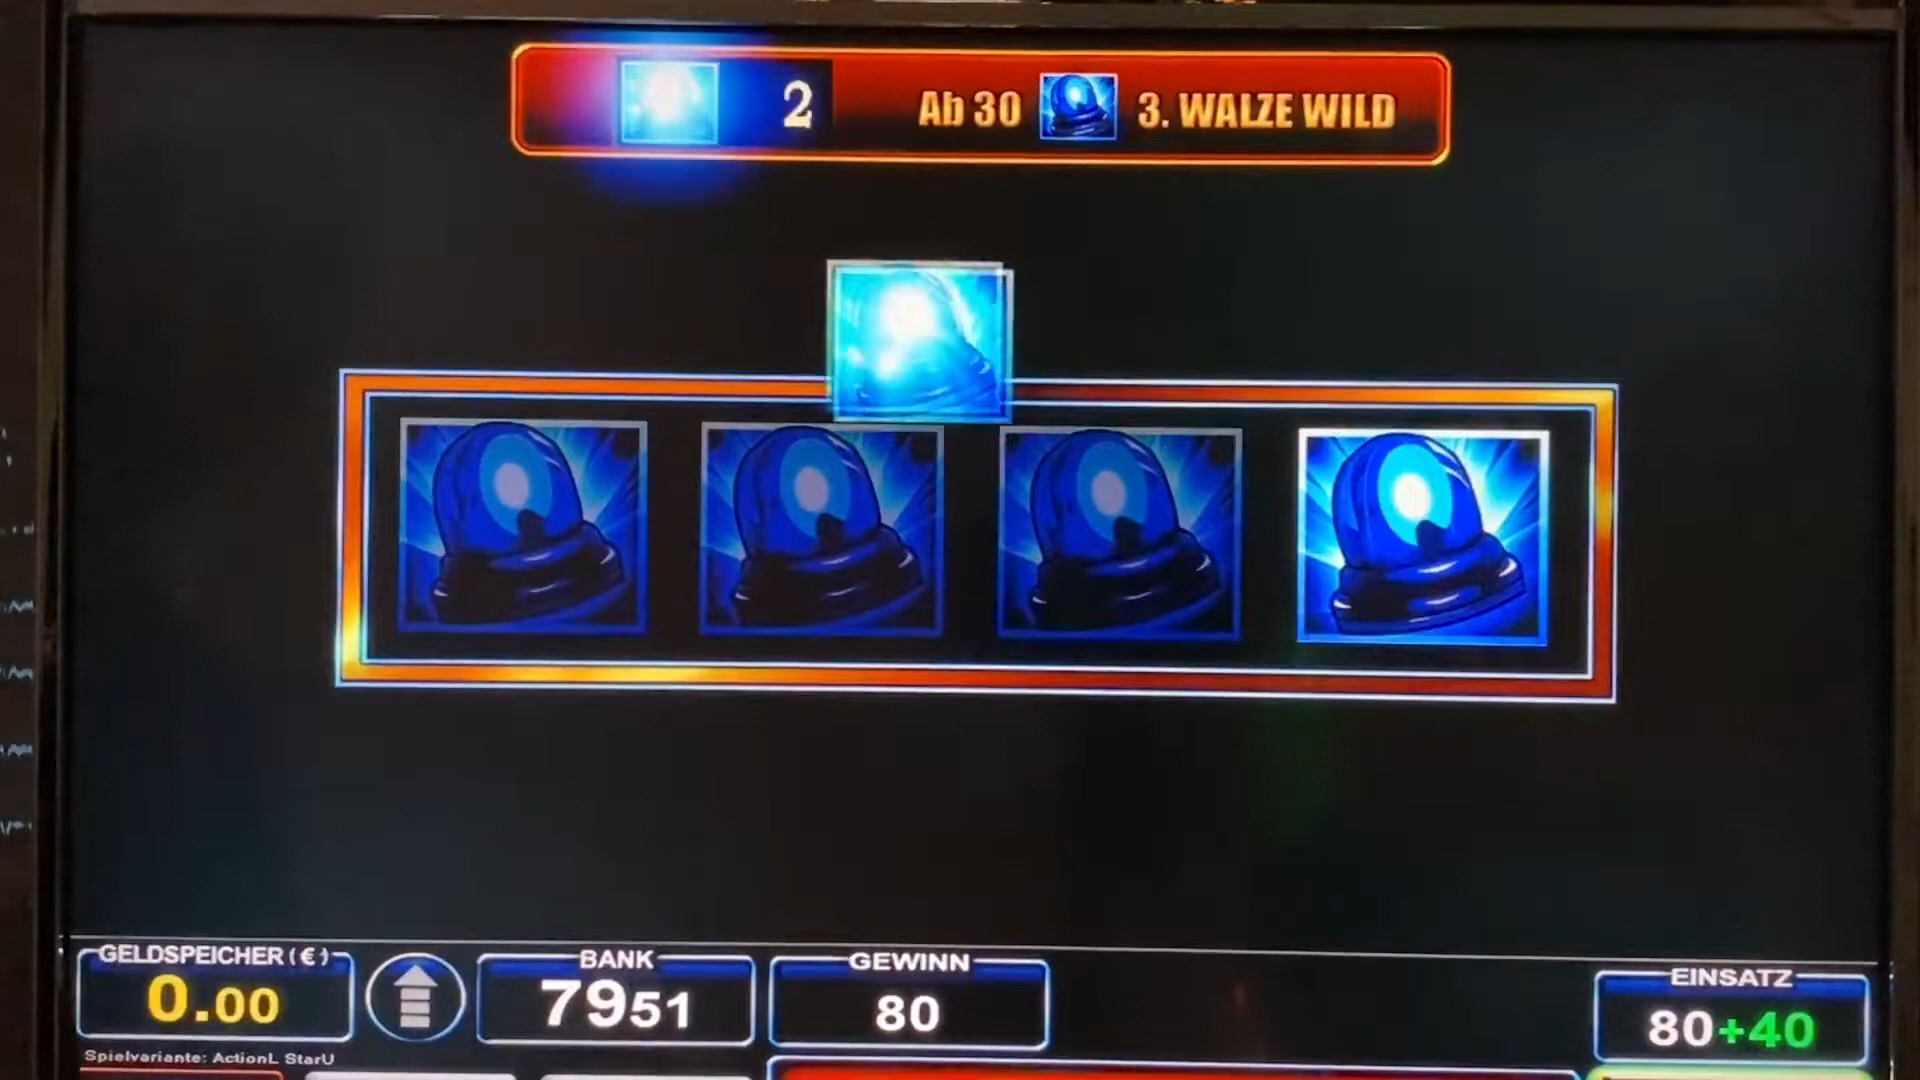 2
Ab 30 3. WALZE WILD
GELDSPEICHER (€)
0.00
BANK
7951
GEWINN
80
EINSATZ
80+40
Spielvariante: ActionL StarU